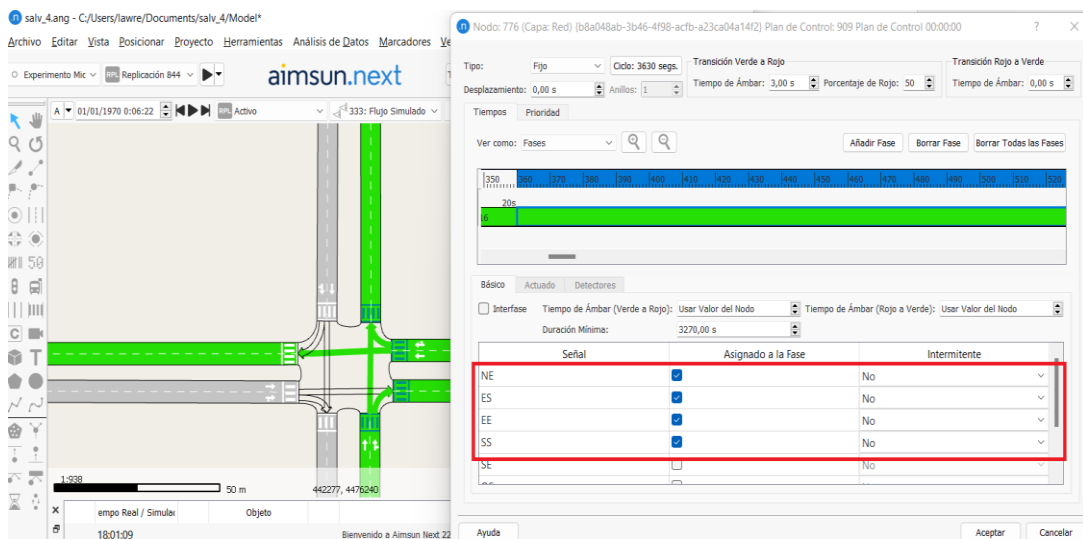 salv_4.ang - C:/Users/lawre/Documents/salv_4/Model*
Archivo Editar Vista Posicionar Proyecto Herramientas Análisis de Datos Marcadores Ve
Experimento Mic RPL Replicación 844 aimsun.next
A 01/01/1970 0:06:22 RPL Activo 333: Flujo Simulado
50
C
T
1:938
50 m
442277, 4476240
empo Real / Simulac Objeto
18:01:09 Bienvenido a Aimsun Next 22
Nodo: 776 (Capa: Red) {b8a048ab-3b46-4f98-acfb-a23ca04a14f2} Plan de Control: 909 Plan de Control 00:00:00 ? X
Tipo: Fijo Ciclo: 3630 segs. Transición Verde a Rojo Transición Rojo a Verde
Desplazamiento: 0,00 s Anillos: 1 Tiempo de Ámbar: 3,00 s Porcentaje de Rojo: 50 Tiempo de Ámbar: 0,00 s
Tiempos Prioridad
Ver como: Fases Añadir Fase Borrar Fase Borrar Todas las Fases
350 360 370 380 390 400 410 420 430 440 450 460 470 480 490 500 510 520
20s
16
Básico Actuado Detectores
Interfase Tiempo de Ámbar (Verde a Rojo): Usar Valor del Nodo Tiempo de Ámbar (Rojo a Verde): Usar Valor del Nodo
Duración Mínima: 3270,00 s
Señal Asignado a la Fase Intermitente
NE No
ES No
EE No
SS No
SE No
Ayuda Aceptar Cancelar